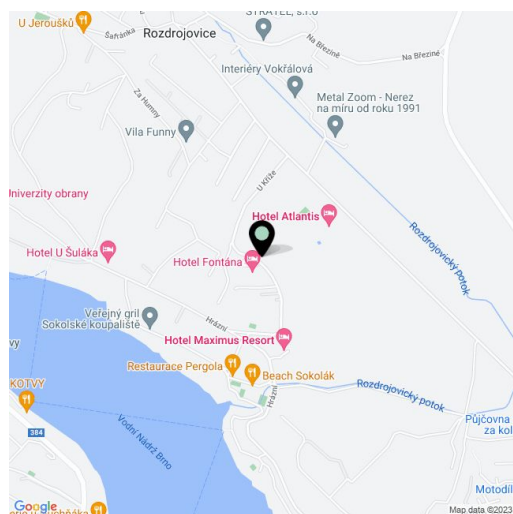 STRATEL, s.r.o
U Jeroušků
Šafránka
Rozdrojovice
Na Březině
Na Březině
Interiéry Vokřálová
Za Humny
Metal Zoom - Nerez
na míru od roku 1991
Vila Funny
U Kříže
Univerzity obrany
Hotel Atlantis
Rozdrojovický potok
Hotel U Šuláka
Hotel Fontána
Veřejný gril
Sokolské koupaliště
Hrázní
Hotel Maximus Resort
Restaurace Pergola
Beach Sokolák
KOTVY
Hrázní
Rozdrojovický potok
Vodní Nádrž Brno
384
Půjčovna
za kol
Motodíl
Google
Map data ©2023